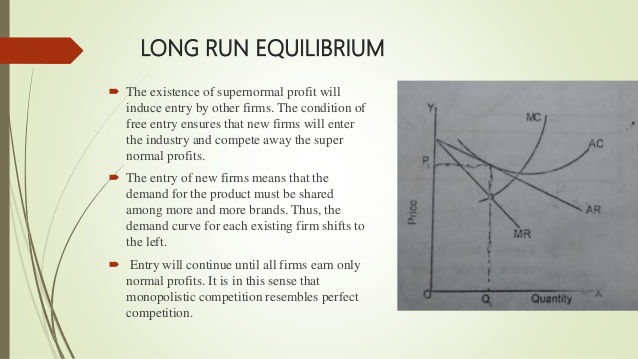 LONG RUN EQUILIBRIUM
The existence of supernormal profit will
induce entry by other firms. The condition of
free entry ensures that new firms will enter
the industry and compete away the super
normal profits.
The entry of new firms means that the
demand for the product must be shared
among more and more brands. Thus, the
demand curve for each existing firm shifts to
the left.
Entry will continue until all firms earn only
normal profits. It is in this sense that
monopolistic competition resembles perfect
competition.
Y
MC
AC
P
Price
AR
MR
O
Q
Quantity
X